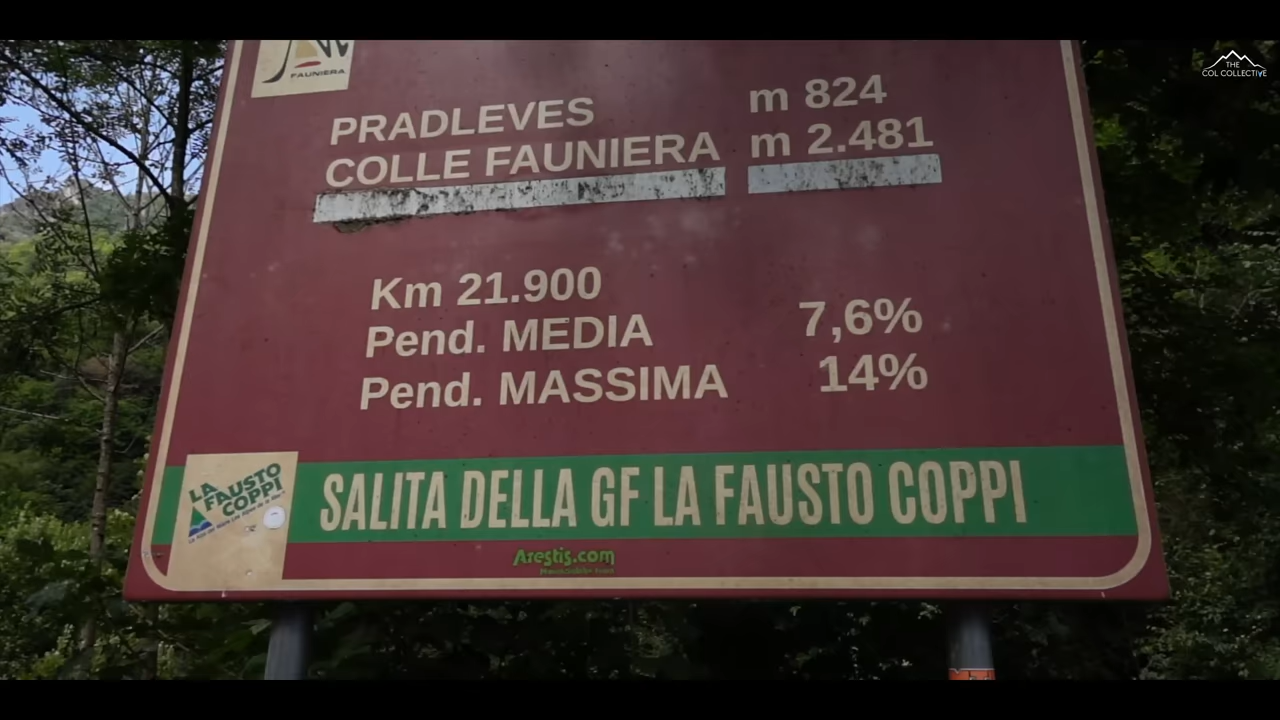 THE
COL COLLECTIVE
FAUNIERA
PRADLEVES m 824
COLLE FAUNIERA m 2.481
Km 21.900
Pend. MEDIA 7,6%
Pend. MASSIMA 14%
LA
FAUSTO
COPPI
SALITA DELLA GF LA FAUSTO COPPI
Arestis.com